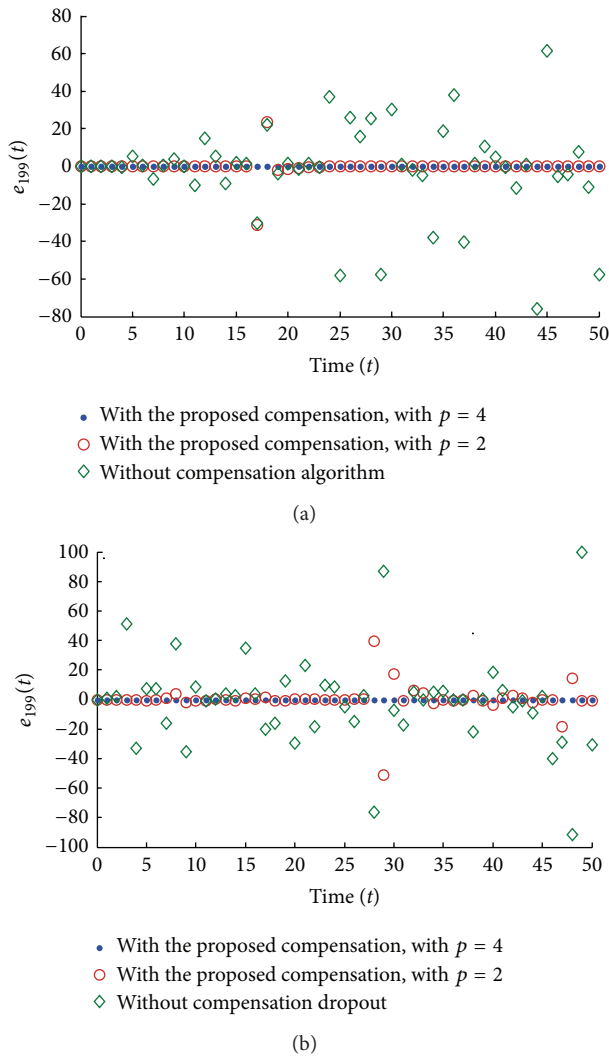 80
60
40
20
0
−20
−40
−60
−80
e₁₉₉(t)
0 5 10 15 20 25 30 35 40 45 50
Time (t)
With the proposed compensation, with p = 4
With the proposed compensation, with p = 2
Without compensation algorithm
(a)
100
80
60
40
20
0
−20
−40
−60
−80
−100
e₁₉₉(t)
0 5 10 15 20 25 30 35 40 45 50
Time (t)
With the proposed compensation, with p = 4
With the proposed compensation, with p = 2
Without compensation dropout
(b)